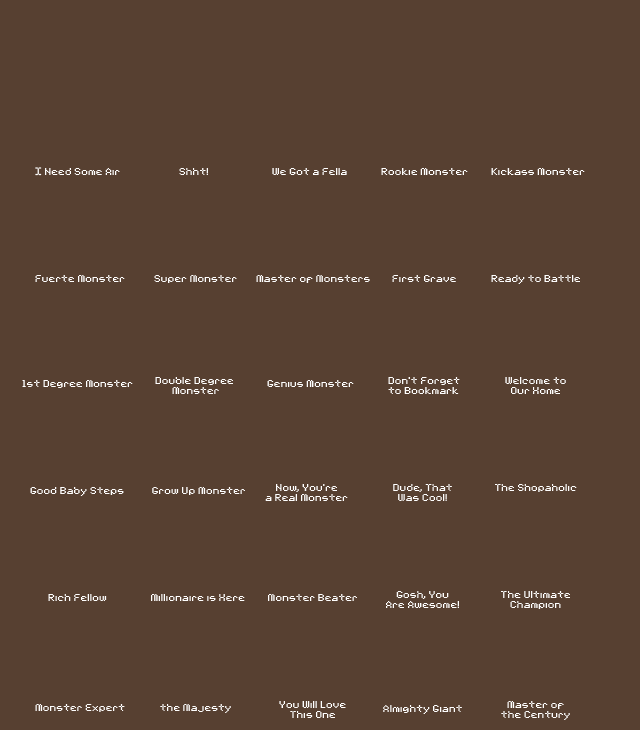 I Need Some Air
Shht!
We Got a Fella
Rookie Monster
Kickass Monster
Fuerte Monster
Super Monster
Master of Monsters
First Grave
Ready to Battle
1st Degree Monster
Double Degree
Monster
Genius Monster
Don't Forget
to Bookmark
Welcome to
Our Home
Good Baby Steps
Grow Up Monster
Now, You're
a Real Monster
Dude, That
Was Cool!
The Shopaholic
Rich Fellow
Millionaire is Here
Monster Beater
Gosh, You
Are Awesome!
The Ultimate
Champion
Monster Expert
the Majesty
You Will Love
This One
Almighty Giant
Master of
the Century